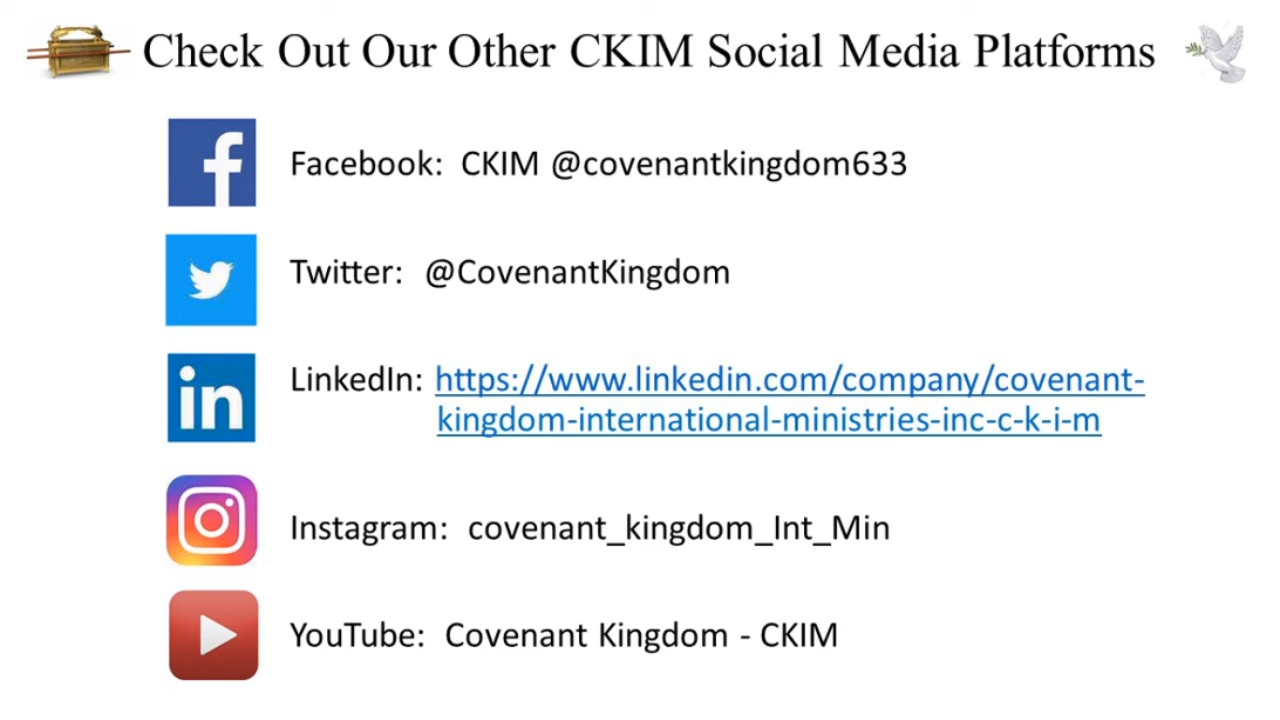 Check Out Our Other CKIM Social Media Platforms
Facebook: CKIM @covenantkingdom633
Twitter: @CovenantKingdom
LinkedIn: https://www.linkedin.com/company/covenant-
kingdom-international-ministries-inc-c-k-i-m
Instagram: covenant_kingdom_Int_Min
YouTube: Covenant Kingdom - CKIM